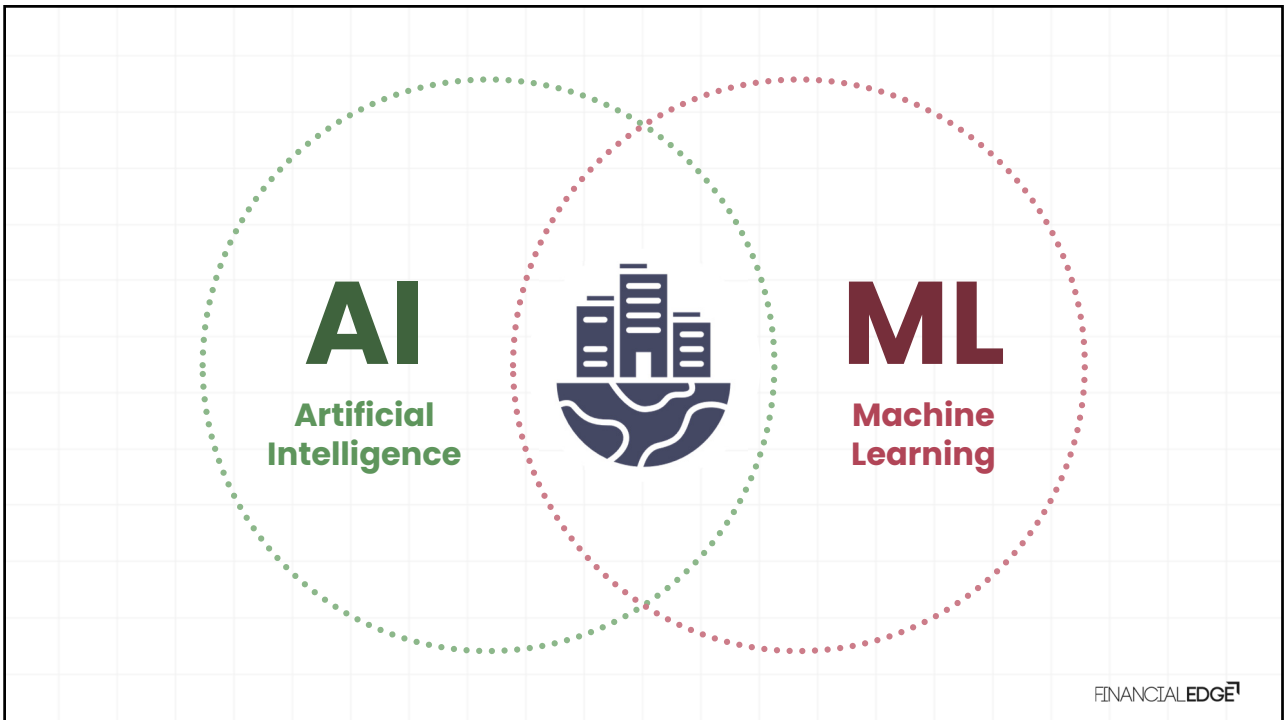 AI
Artificial
Intelligence
ML
Machine
Learning
FINANCIALEDGE